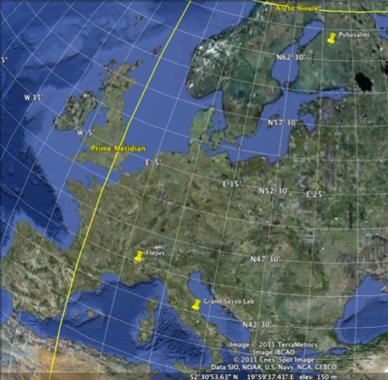 Arctic Circle
Pyhasalmi
N62°30'
W 15°
N57°30'
W 5°
Prime Meridian
E 5°
E 15°
N52°30'
E 25°
Frejus
N47°30'
Grand Sasso Lab
N42°30'
Image © 2011 TerraMetrics
Image IBCAO
© 2011 Cnes/Spot Image
Data SIO, NOAA, U.S. Navy, NGA, GEBCO
52°30'53.63" N 19°59'37.41" E elev 150 m